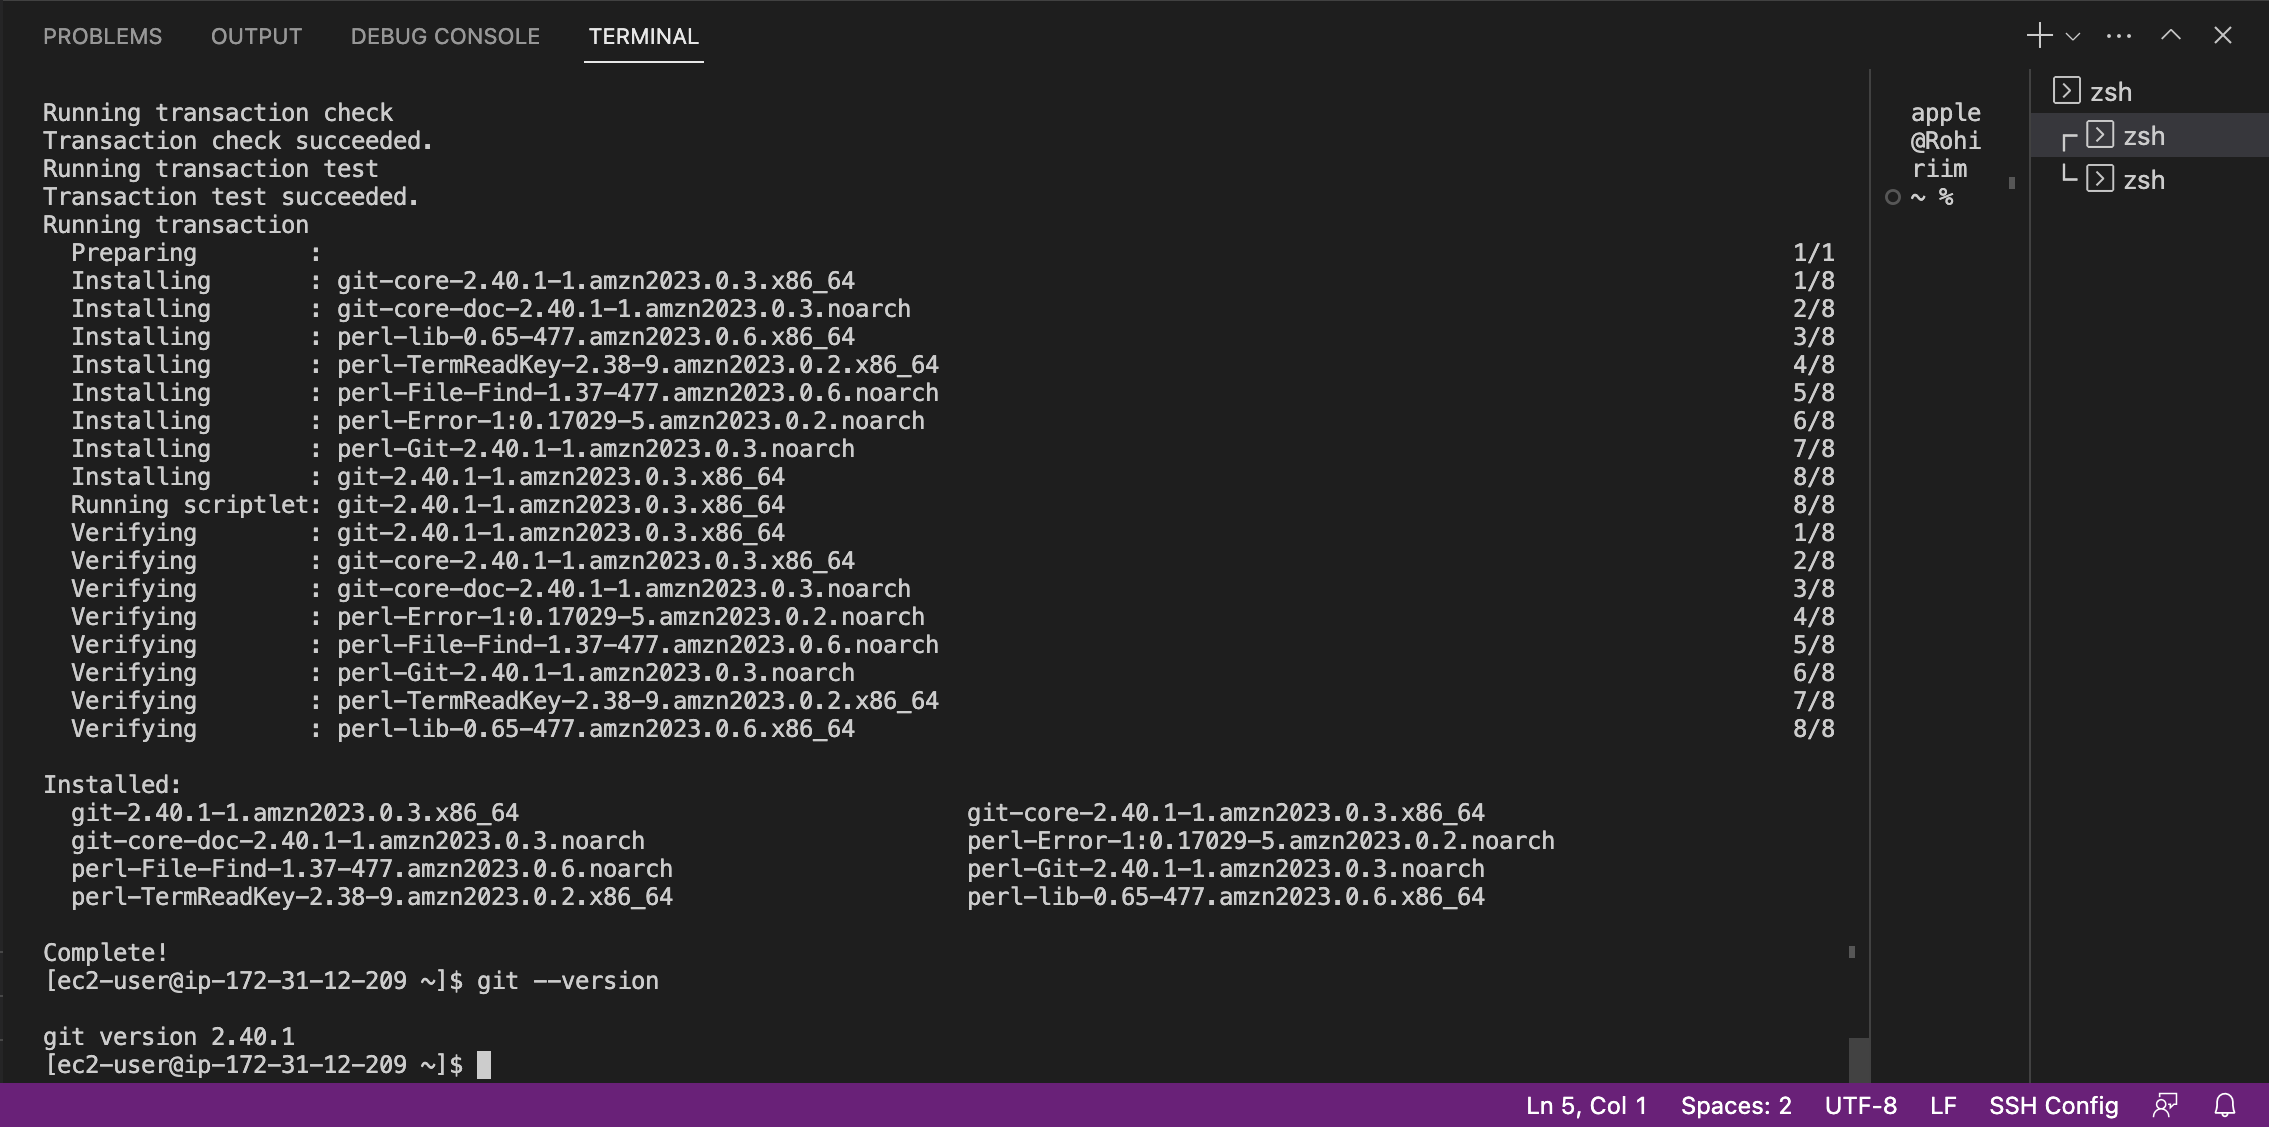 PROBLEMS OUTPUT DEBUG CONSOLE TERMINAL
Running transaction check
Transaction check succeeded.
Running transaction test
Transaction test succeeded.
Running transaction
Preparing : 1/1
Installing : git-core-2.40.1-1.amzn2023.0.3.x86_64 1/8
Installing : git-core-doc-2.40.1-1.amzn2023.0.3.noarch 2/8
Installing : perl-lib-0.65-477.amzn2023.0.6.x86_64 3/8
Installing : perl-TermReadKey-2.38-9.amzn2023.0.2.x86_64 4/8
Installing : perl-File-Find-1.37-477.amzn2023.0.6.noarch 5/8
Installing : perl-Error-1:0.17029-5.amzn2023.0.2.noarch 6/8
Installing : perl-Git-2.40.1-1.amzn2023.0.3.noarch 7/8
Installing : git-2.40.1-1.amzn2023.0.3.x86_64 8/8
Running scriptlet: git-2.40.1-1.amzn2023.0.3.x86_64 8/8
Verifying : git-2.40.1-1.amzn2023.0.3.x86_64 1/8
Verifying : git-core-2.40.1-1.amzn2023.0.3.x86_64 2/8
Verifying : git-core-doc-2.40.1-1.amzn2023.0.3.noarch 3/8
Verifying : perl-Error-1:0.17029-5.amzn2023.0.2.noarch 4/8
Verifying : perl-File-Find-1.37-477.amzn2023.0.6.noarch 5/8
Verifying : perl-Git-2.40.1-1.amzn2023.0.3.noarch 6/8
Verifying : perl-TermReadKey-2.38-9.amzn2023.0.2.x86_64 7/8
Verifying : perl-lib-0.65-477.amzn2023.0.6.x86_64 8/8
Installed:
git-2.40.1-1.amzn2023.0.3.x86_64 git-core-2.40.1-1.amzn2023.0.3.x86_64
git-core-doc-2.40.1-1.amzn2023.0.3.noarch perl-Error-1:0.17029-5.amzn2023.0.2.noarch
perl-File-Find-1.37-477.amzn2023.0.6.noarch perl-Git-2.40.1-1.amzn2023.0.3.noarch
perl-TermReadKey-2.38-9.amzn2023.0.2.x86_64 perl-lib-0.65-477.amzn2023.0.6.x86_64
Complete!
[ec2-user@ip-172-31-12-209 ~]$ git --version
git version 2.40.1
[ec2-user@ip-172-31-12-209 ~]$
apple
@Rohi
riim
~ %
zsh
zsh
zsh
Ln 5, Col 1 Spaces: 2 UTF-8 LF SSH Config